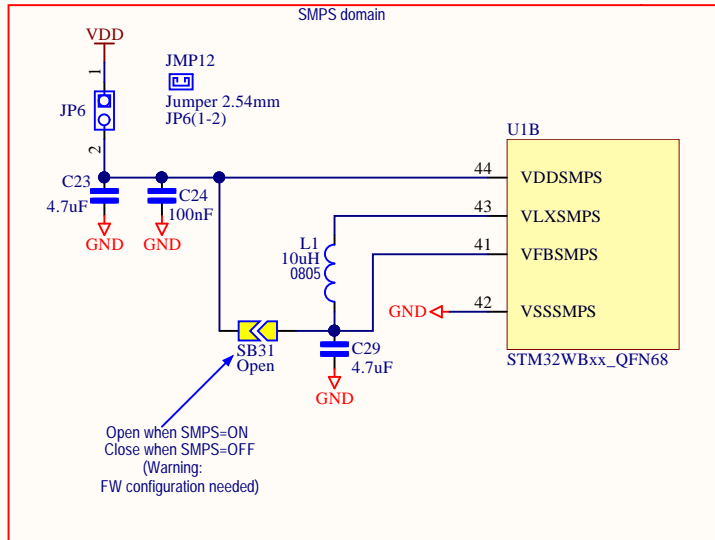 SMPS domain
VDD
JMP12
1
JP6
Jumper 2.54mm
JP6(1-2)
2
U1B
44
VDDSMPS
C23
4.7uF
C24
100nF
43
VLXSMPS
GND
GND
L1
10uH
0805
41
VFBSMPS
GND
42
VSSSMPS
SB31
Open
C29
4.7uF
STM32WBxx_QFN68
GND
Open when SMPS=ON
Close when SMPS=OFF
(Warning:
FW configuration needed)